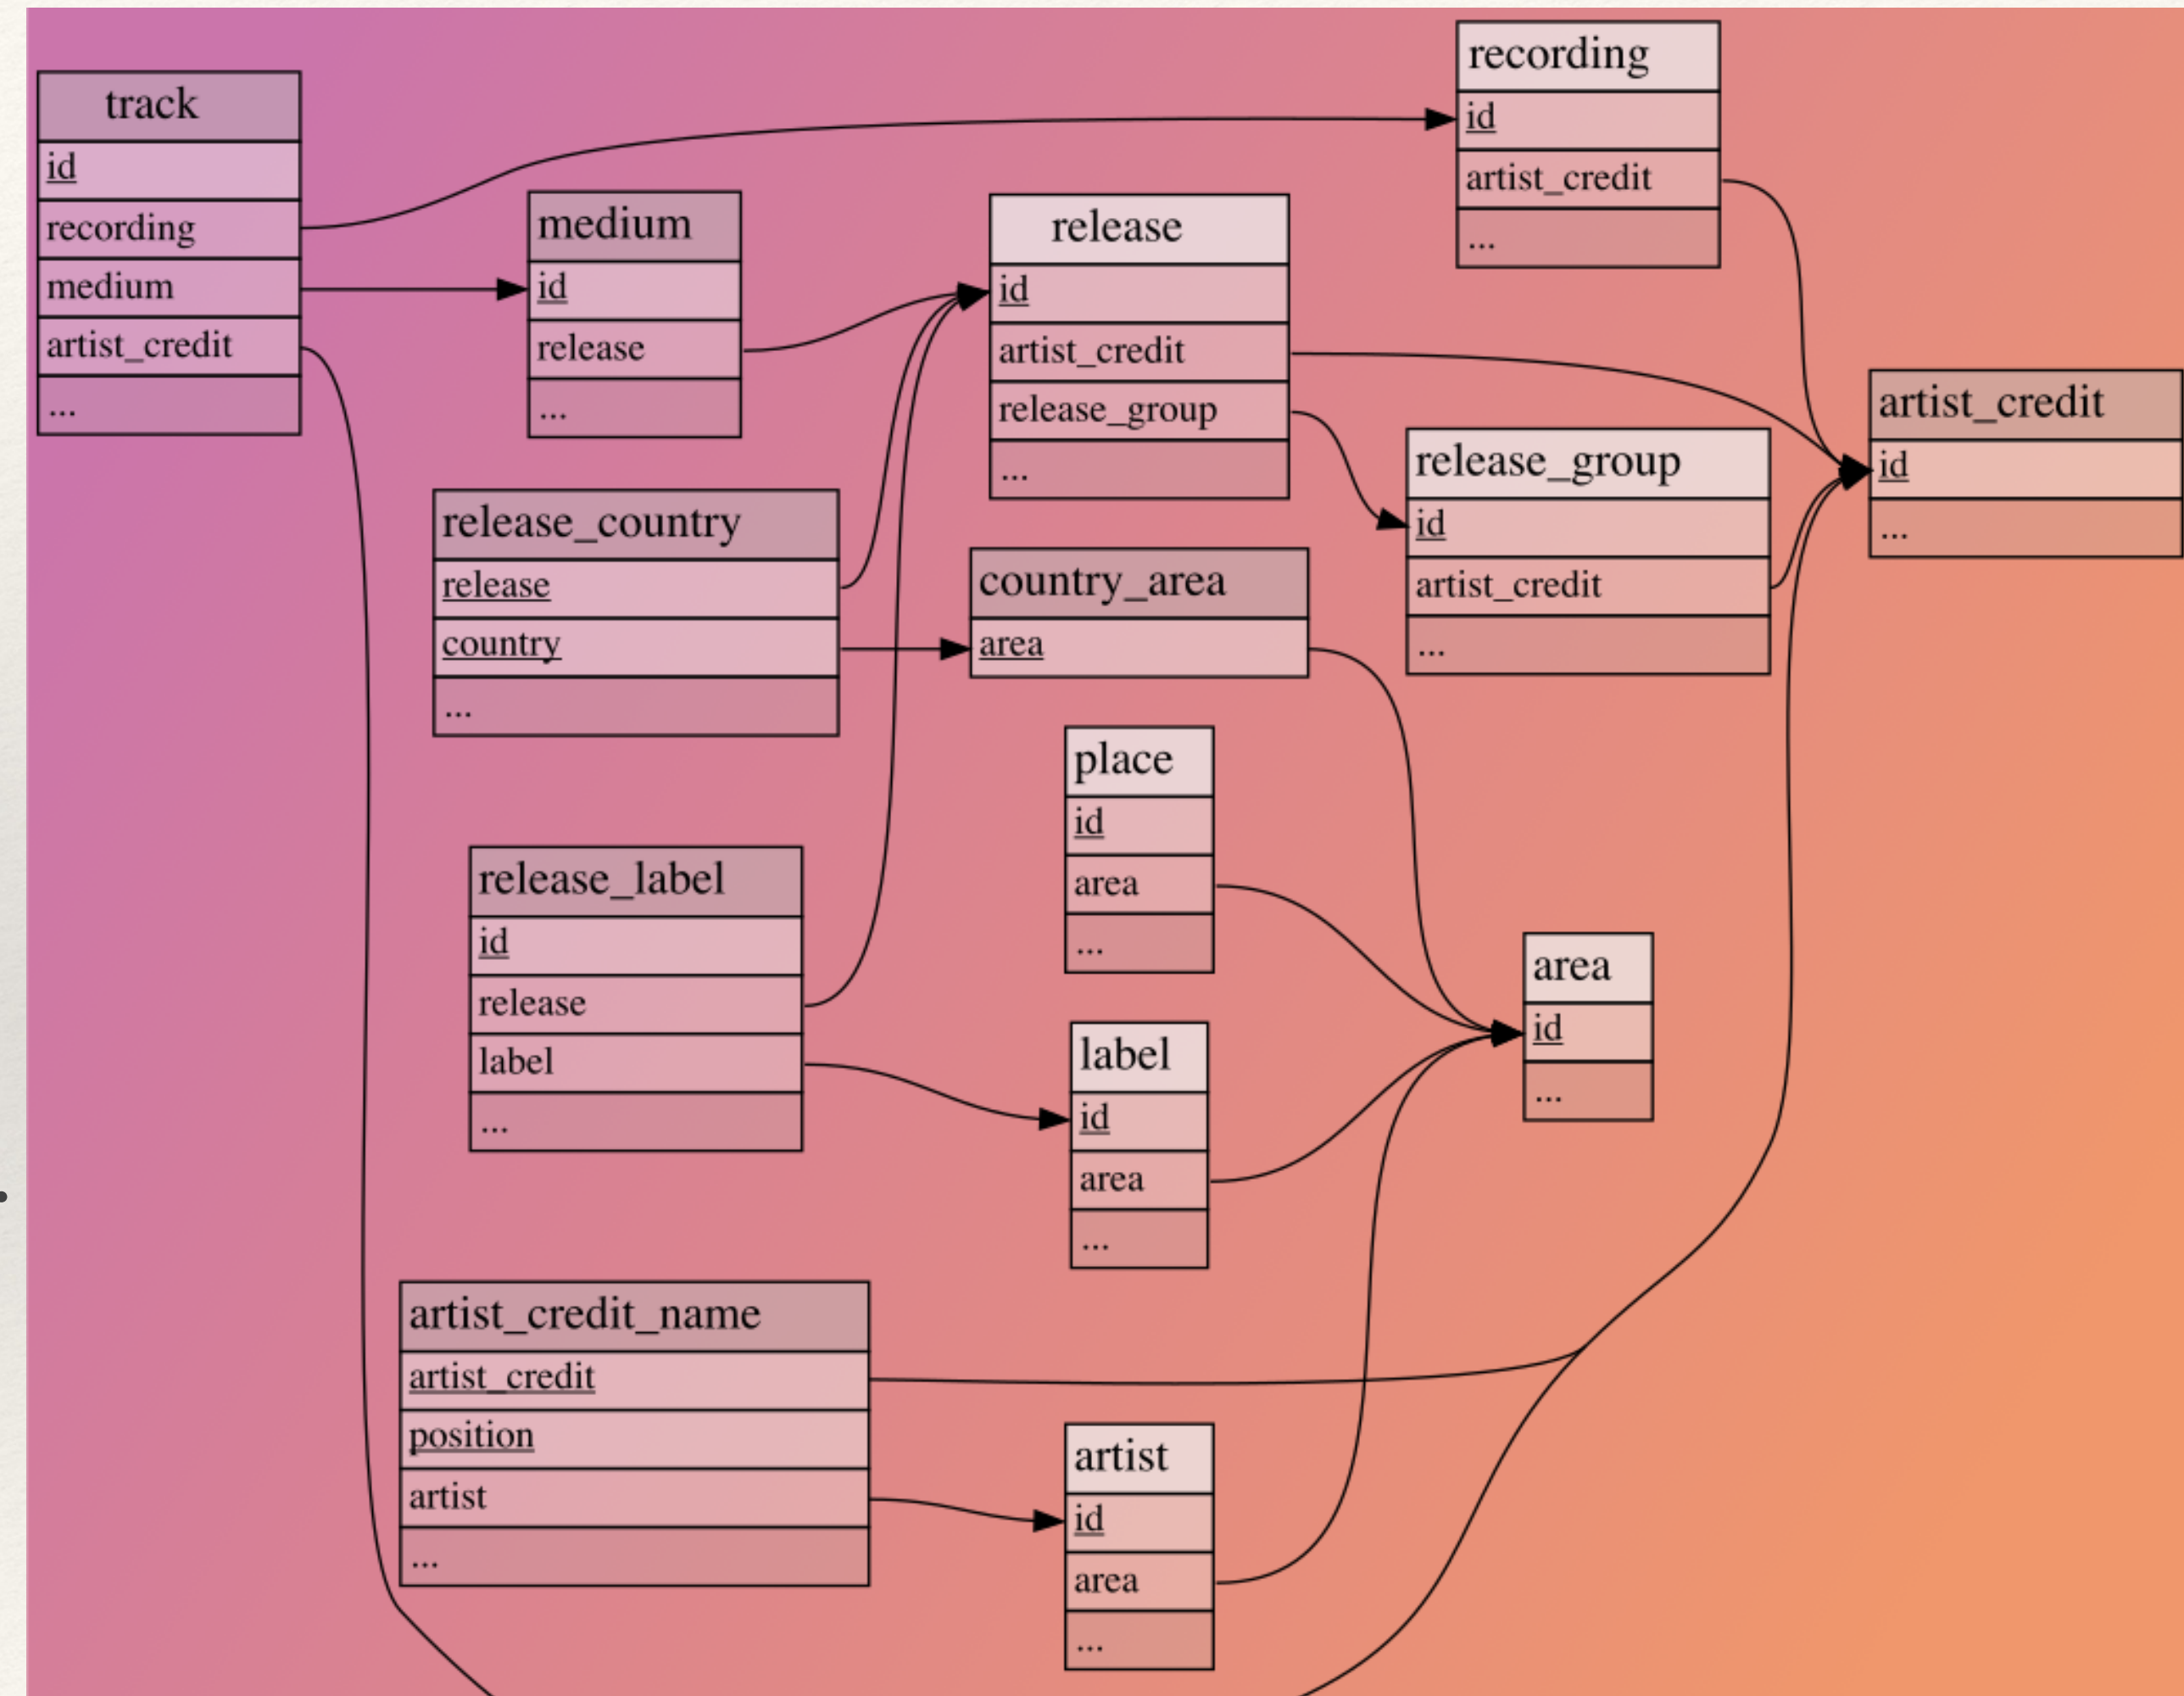 track
id
recording
medium
artist_credit
...
medium
id
release
...
release
id
artist_credit
release_group
...
recording
id
artist_credit
...
artist_credit
id
...
release_group
id
artist_credit
...
release_country
release
country
...
country_area
area
place
id
area
...
release_label
id
release
label
...
label
id
area
...
area
id
...
artist_credit_name
artist_credit
position
artist
...
artist
id
area
...